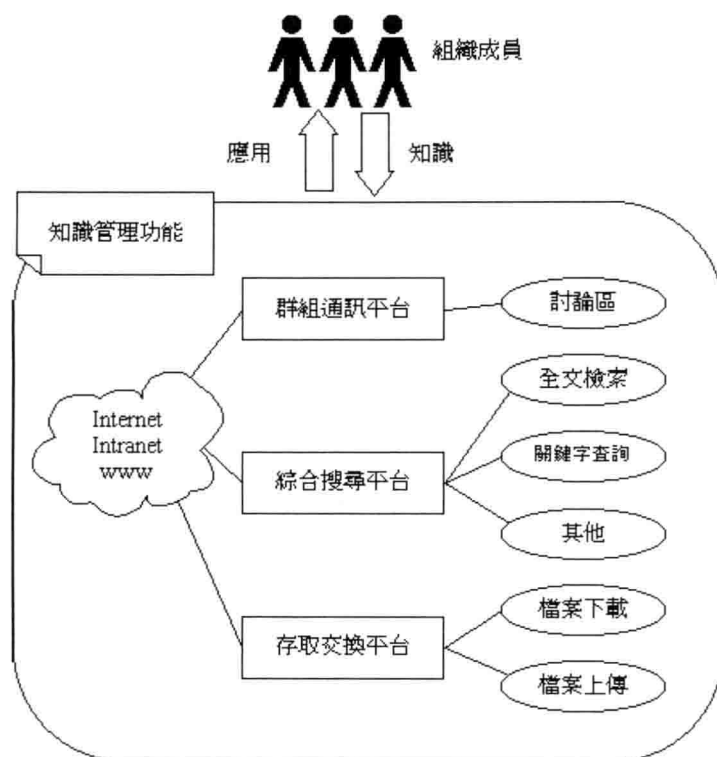 組織成員
應用
知識
知識管理功能
群組通訊平台
討論區
全文檢索
Internet
Intranet
www
綜合搜尋平台
關鍵字查詢
其他
存取交換平台
檔案下載
檔案上傳